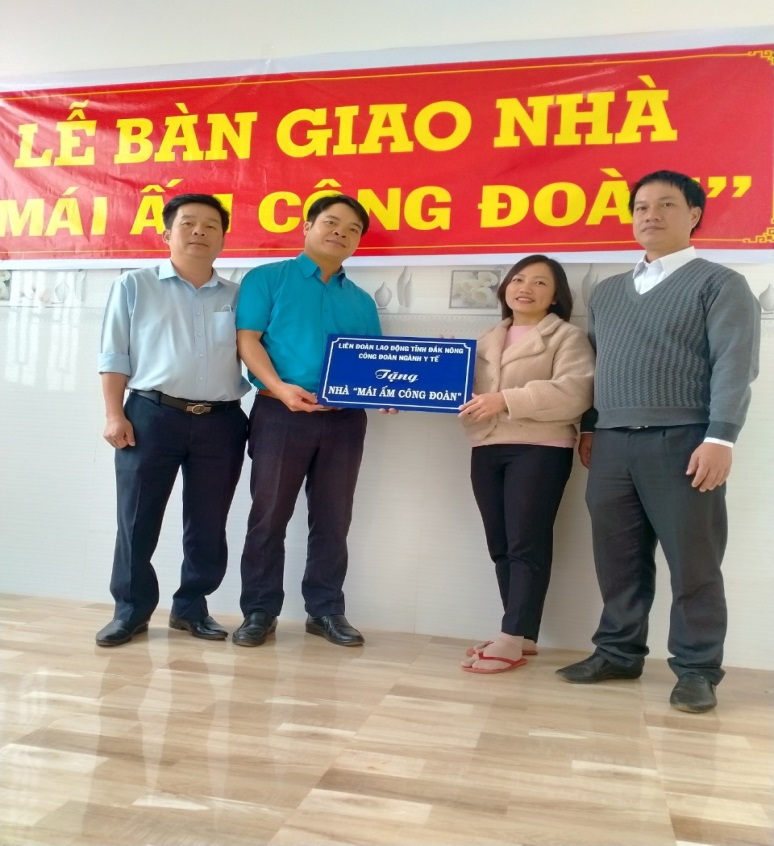 LỄ BÀN GIAO NHÀ
MÁI ẤM CÔNG ĐOÀN”
LIÊN ĐOÀN LAO ĐỘNG TỈNH ĐẮK NÔNG
CÔNG ĐOÀN NGÀNH Y TẾ
Tặng
NHÀ “MÁI ẤM CÔNG ĐOÀN”